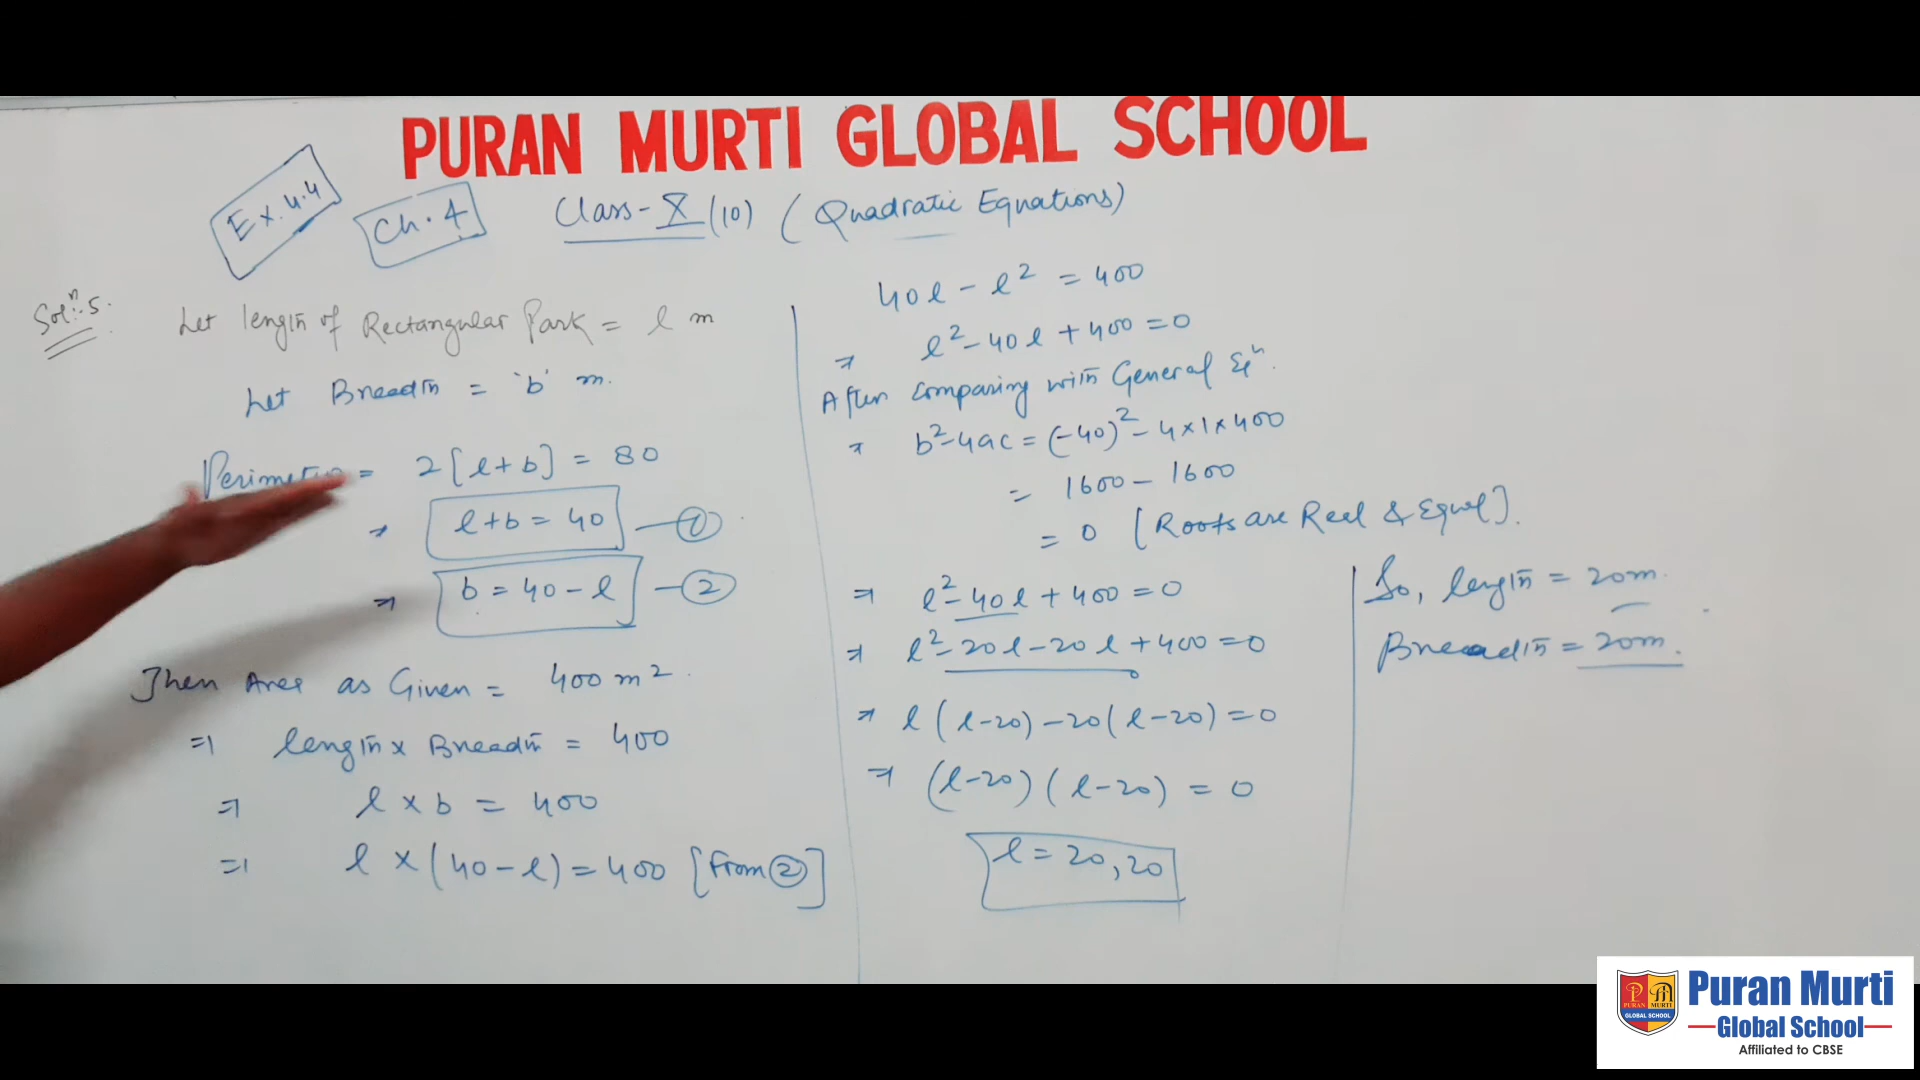 PURAN MURTI GLOBAL SCHOOL
Ex. 4.4
Ch. 4
Class - X (10) ( Quadratic Equations)
Solⁿ:-5.
Let length of Rectangular Park = l m
Let Breadth = 'b' m.
Perimeter = 2[l+b] = 80
⇒ l+b = 40 — ①
⇒ b = 40 - l — ②
Then Area as Given = 400 m².
⇒ length × Breadth = 400
⇒ l × b = 400
⇒ l × (40 - l) = 400 [From ②]
40l - l² = 400
⇒ l² - 40l + 400 = 0
After comparing with General Eqⁿ.
⇒ b² - 4ac = (-40)² - 4×1×400
= 1600 - 1600
= 0 [Roots are Real & Equal].
⇒ l² - 40l + 400 = 0
⇒ l² - 20l - 20l + 400 = 0
⇒ l(l-20) - 20(l-20) = 0
⇒ (l-20)(l-20) = 0
l = 20, 20
So, length = 20m.
Breadth = 20m.
PURAN MURTI
GLOBAL SCHOOL
Puran Murti
Global School
Affiliated to CBSE